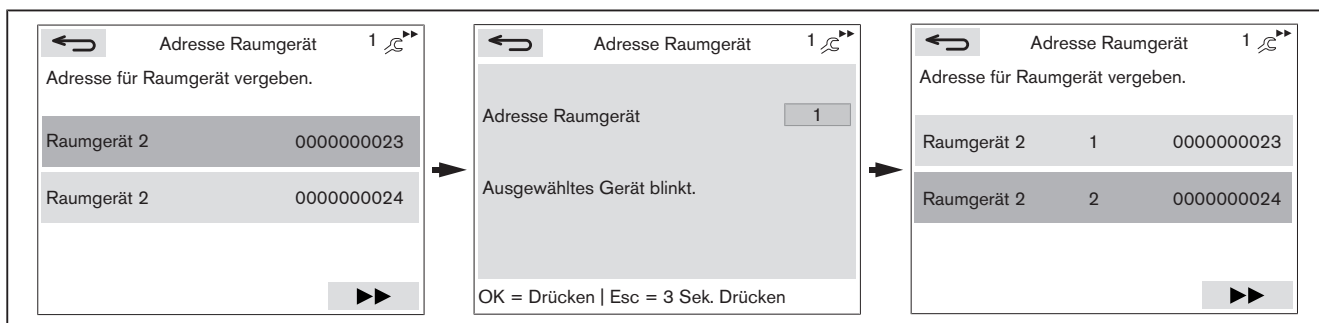 Adresse Raumgerät 1
Adresse für Raumgerät vergeben.
Raumgerät 2 0000000023
Raumgerät 2 0000000024
Adresse Raumgerät 1
Adresse Raumgerät 1
Ausgewähltes Gerät blinkt.
OK = Drücken | Esc = 3 Sek. Drücken
Adresse Raumgerät 1
Adresse für Raumgerät vergeben.
Raumgerät 2 1 0000000023
Raumgerät 2 2 0000000024